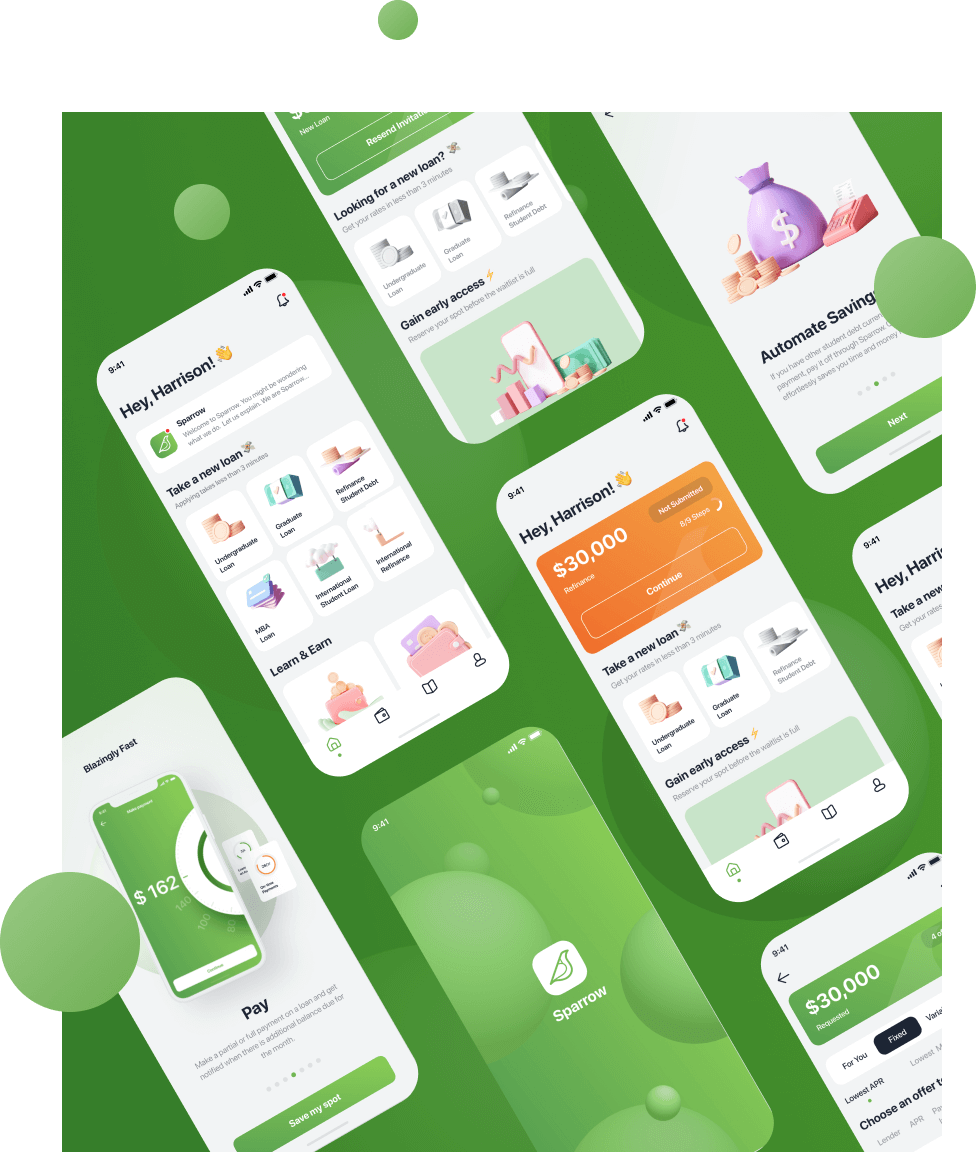 New Loan
Resend Invitation
Looking for a new loan? 💸
Get your rates in less than 3 minutes
Undergraduate
Loan
Graduate
Loan
Refinance
Student Debt
Gain early access ⚡
Reserve your spot before the waitlist is full
Automate Saving
If you have other student debt
payment, pay it off through Sparrow.
effortlessly saves you time and money
Next
9:41
Hey, Harrison! 👋
Sparrow
Welcome to Sparrow. You might be wondering
what we do. Let us explain. We are Sparrow...
Take a new loan 💸
Applying takes less than 3 minutes
Undergraduate
Loan
Graduate
Loan
Refinance
Student Debt
MBA
Loan
International
Student Loan
International
Refinance
Learn & Earn
9:41
Hey, Harrison! 👋
$30,000
Refinance
Not Submitted
8/9 Steps
Continue
Take a new loan 💸
Get your rates in less than 3 minutes
Undergraduate
Loan
Graduate
Loan
Refinance
Student Debt
Gain early access ⚡
Reserve your spot before the waitlist is full
9:41
Hey, Harri
Take a new
Get your rates
Blazingly Fast
Make payment
$ 162
140
100
80
On-time
Payments
Continue
Pay
Make a partial or full payment on a loan and get
notified when there is additional balance due for
the month.
Save my spot
9:41
Sparrow
9:41
$30,000
Requested
4 of
For You
Fixed
Varia
Lowest APR
Lowest M
Choose an offer to
Lender
APR